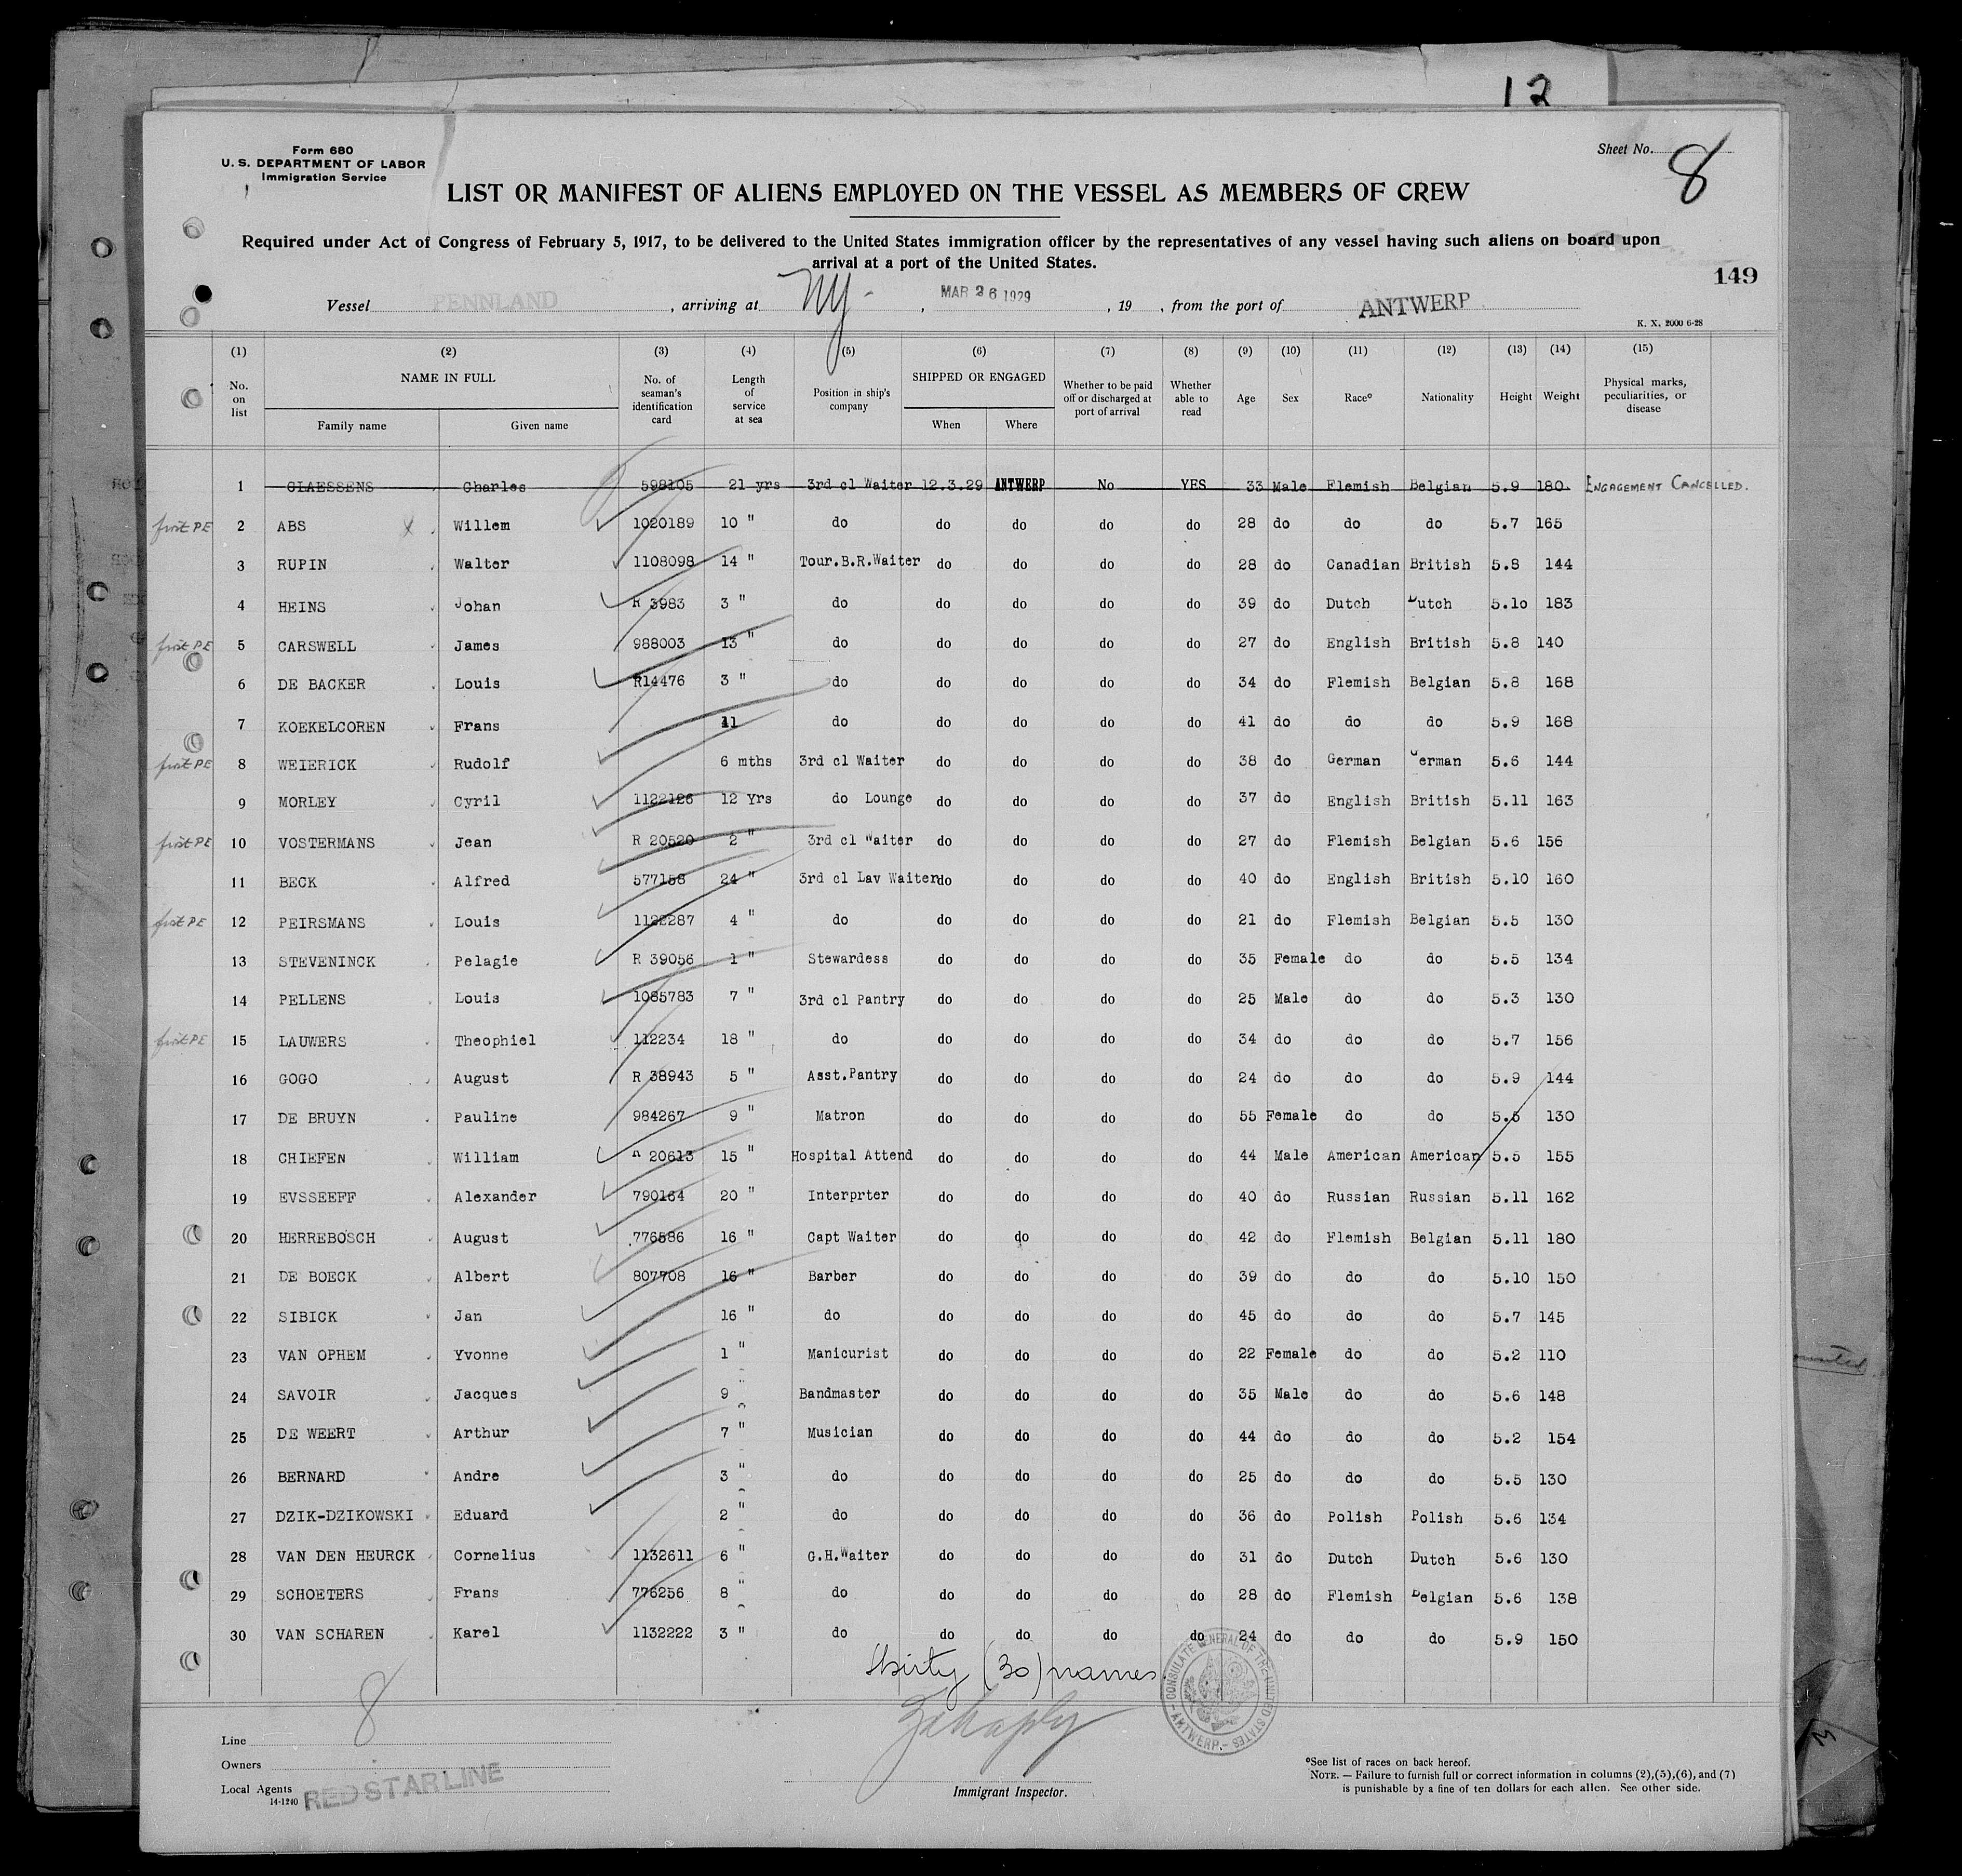 12
Form 680
U. S. DEPARTMENT OF LABOR
Immigration Service
Sheet No. 8
LIST OR MANIFEST OF ALIENS EMPLOYED ON THE VESSEL AS MEMBERS OF CREW
Required under Act of Congress of February 5, 1917, to be delivered to the United States immigration officer by the representatives of any vessel having such aliens on board upon
arrival at a port of the United States.
149
Vessel PENNLAND, arriving at NY, MAR 26 1929, 19 , from the port of ANTWERP
K. X. 2000 6-28
(1) (2) (3) (4) (5) (6) (7) (8) (9) (10) (11) (12) (13) (14) (15)
No. on list NAME IN FULL Family name Given name No. of seaman's identification card Length of service at sea Position in ship's company SHIPPED OR ENGAGED When Where Whether to be paid off or discharged at port of arrival Whether able to read Age Sex Race° Nationality Height Weight Physical marks, peculiarities, or disease
1 CLAESSENS Charles 598105 21 yrs 3rd cl Waiter 12.3.29 ANTWERP No YES 33 Male Flemish Belgian 5.9 180 ENGAGEMENT CANCELLED.
first PE 2 ABS Willem 1020189 10 " do do do do do 28 do do do 5.7 165
3 RUPIN Walter 1108098 14 " Tour.B.R.Waiter do do do do 28 do Canadian British 5.8 144
4 HEINS Johan R 3983 3 " do do do do do 39 do Dutch Dutch 5.10 183
first PE 5 CARSWELL James 988003 13 " do do do do do 27 do English British 5.8 140
6 DE BACKER Louis R14476 3 " do do do do do 34 do Flemish Belgian 5.8 168
7 KOEKELCOREN Frans 11 do do do do do 41 do do do 5.9 168
first PE 8 WEIERICK Rudolf 6 mths 3rd cl Waiter do do do do 38 do German German 5.6 144
9 MORLEY Cyril 1122126 12 Yrs do Lounge do do do do 37 do English British 5.11 163
first PE 10 VOSTERMANS Jean R 20520 2 " 3rd cl Waiter do do do do 27 do Flemish Belgian 5.6 156
11 BECK Alfred 577158 24 " 3rd cl Lav Waiter do do do do 40 do English British 5.10 160
first PE 12 PEIRSMANS Louis 1122287 4 " do do do do do 21 do Flemish Belgian 5.5 130
13 STEVENINCK Pelagie R 39056 1 " Stewardess do do do do 35 Female do do 5.5 134
14 PELLENS Louis 1085783 7 " 3rd cl Pantry do do do do 25 Male do do 5.3 130
first PE 15 LAUWERS Theophiel 112234 18 " do do do do do 34 do do do 5.7 156
16 GOGO August R 38943 5 " Asst.Pantry do do do do 24 do do do 5.9 144
17 DE BRUYN Pauline 984267 9 " Matron do do do do 55 Female do do 5.5 130
18 CHIEFEN William 20613 15 " Hospital Attend do do do do 44 Male American American 5.5 155
19 EVSSEEFF Alexander 790164 20 " Interprter do do do do 40 do Russian Russian 5.11 162
20 HERREBOSCH August 776586 16 " Capt Waiter do do do do 42 do Flemish Belgian 5.11 180
21 DE BOECK Albert 807708 16 " Barber do do do do 39 do do do 5.10 150
22 SIBICK Jan 16 " do do do do do 45 do do do 5.7 145
23 VAN OPHEM Yvonne 1 " Manicurist do do do do 22 Female do do 5.2 110
24 SAVOIR Jacques 9 " Bandmaster do do do do 35 Male do do 5.6 148
25 DE WEERT Arthur 7 " Musician do do do do 44 do do do 5.2 154
26 BERNARD Andre 3 " do do do do do 25 do do do 5.5 130
27 DZIK-DZIKOWSKI Eduard 2 " do do do do do 36 do Polish Polish 5.6 134
28 VAN DEN HEURCK Cornelius 1132611 6 " G.H.Waiter do do do do 31 do Dutch Dutch 5.6 130
29 SCHOETERS Frans 776256 8 " do do do do do 28 do Flemish Belgian 5.6 138
30 VAN SCHAREN Karel 1132222 3 " do do do do do 24 do do do 5.9 150
Thirty (30) names
CONSULATE GENERAL OF THE UNITED STATES - ANTWERP.-
8
Line
Owners
Local Agents RED STAR LINE
14-1240
Immigrant Inspector.
°See list of races on back hereof.
NOTE. — Failure to furnish full or correct information in columns (2),(5),(6), and (7)
is punishable by a fine of ten dollars for each alien. See other side.